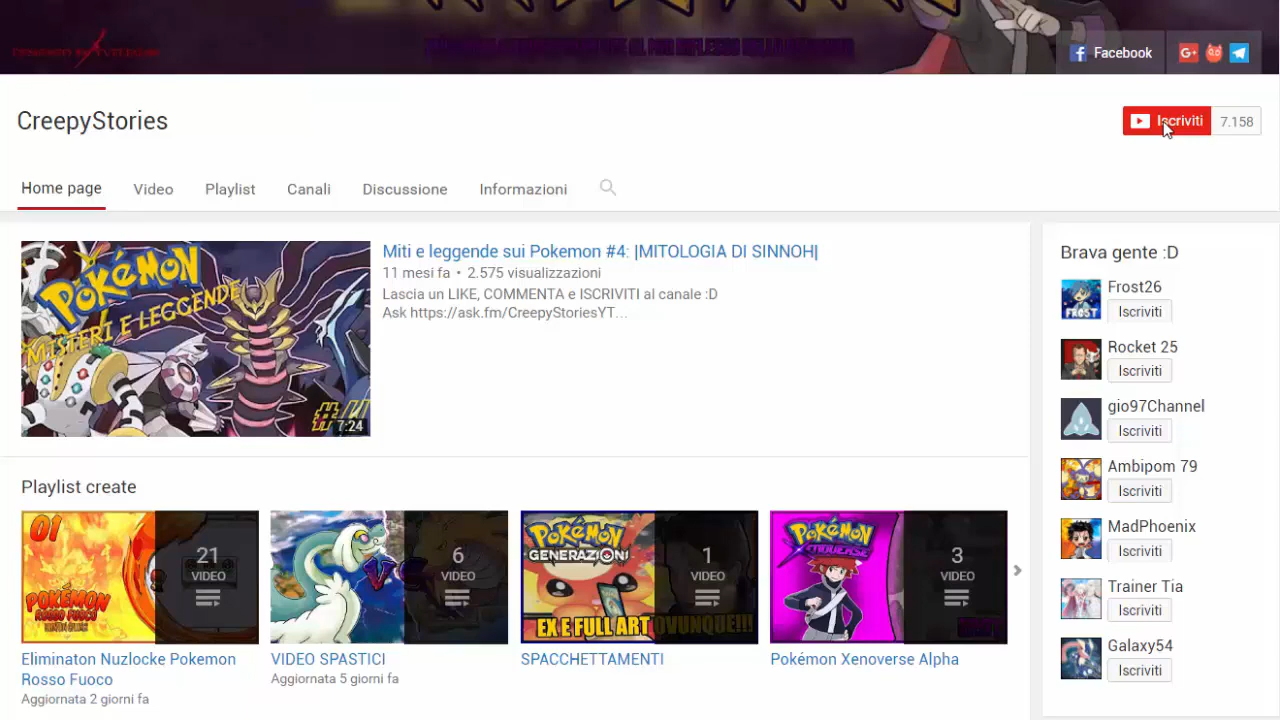 Facebook
CreepyStories
Iscriviti 7.158
Home page Video Playlist Canali Discussione Informazioni
Miti e leggende sui Pokemon #4: |MITOLOGIA DI SINNOH|
11 mesi fa • 2.575 visualizzazioni
Lascia un LIKE, COMMENTA e ISCRIVITI al canale :D
Ask https://ask.fm/CreepyStoriesYT…
POKÉMON
MISTERI E LEGGENDE
#4
7:24
Brava gente :D
Frost26
Iscriviti
FROST
Rocket 25
Iscriviti
gio97Channel
Iscriviti
Ambipom 79
Iscriviti
MadPhoenix
Iscriviti
Trainer Tia
Iscriviti
Galaxy54
Iscriviti
Playlist create
01
POKÉMON
ROSSO FUOCO
21
VIDEO
Eliminaton Nuzlocke Pokemon
Rosso Fuoco
Aggiornata 2 giorni fa
6
VIDEO
VIDEO SPASTICI
Aggiornata 5 giorni fa
POKÉMON
GENERAZIONI
EX E FULL ART OVUNQUE!!!
1
VIDEO
SPACCHETTAMENTI
POKÉMON
XENOVERSE
3
VIDEO
Pokémon Xenoverse Alpha